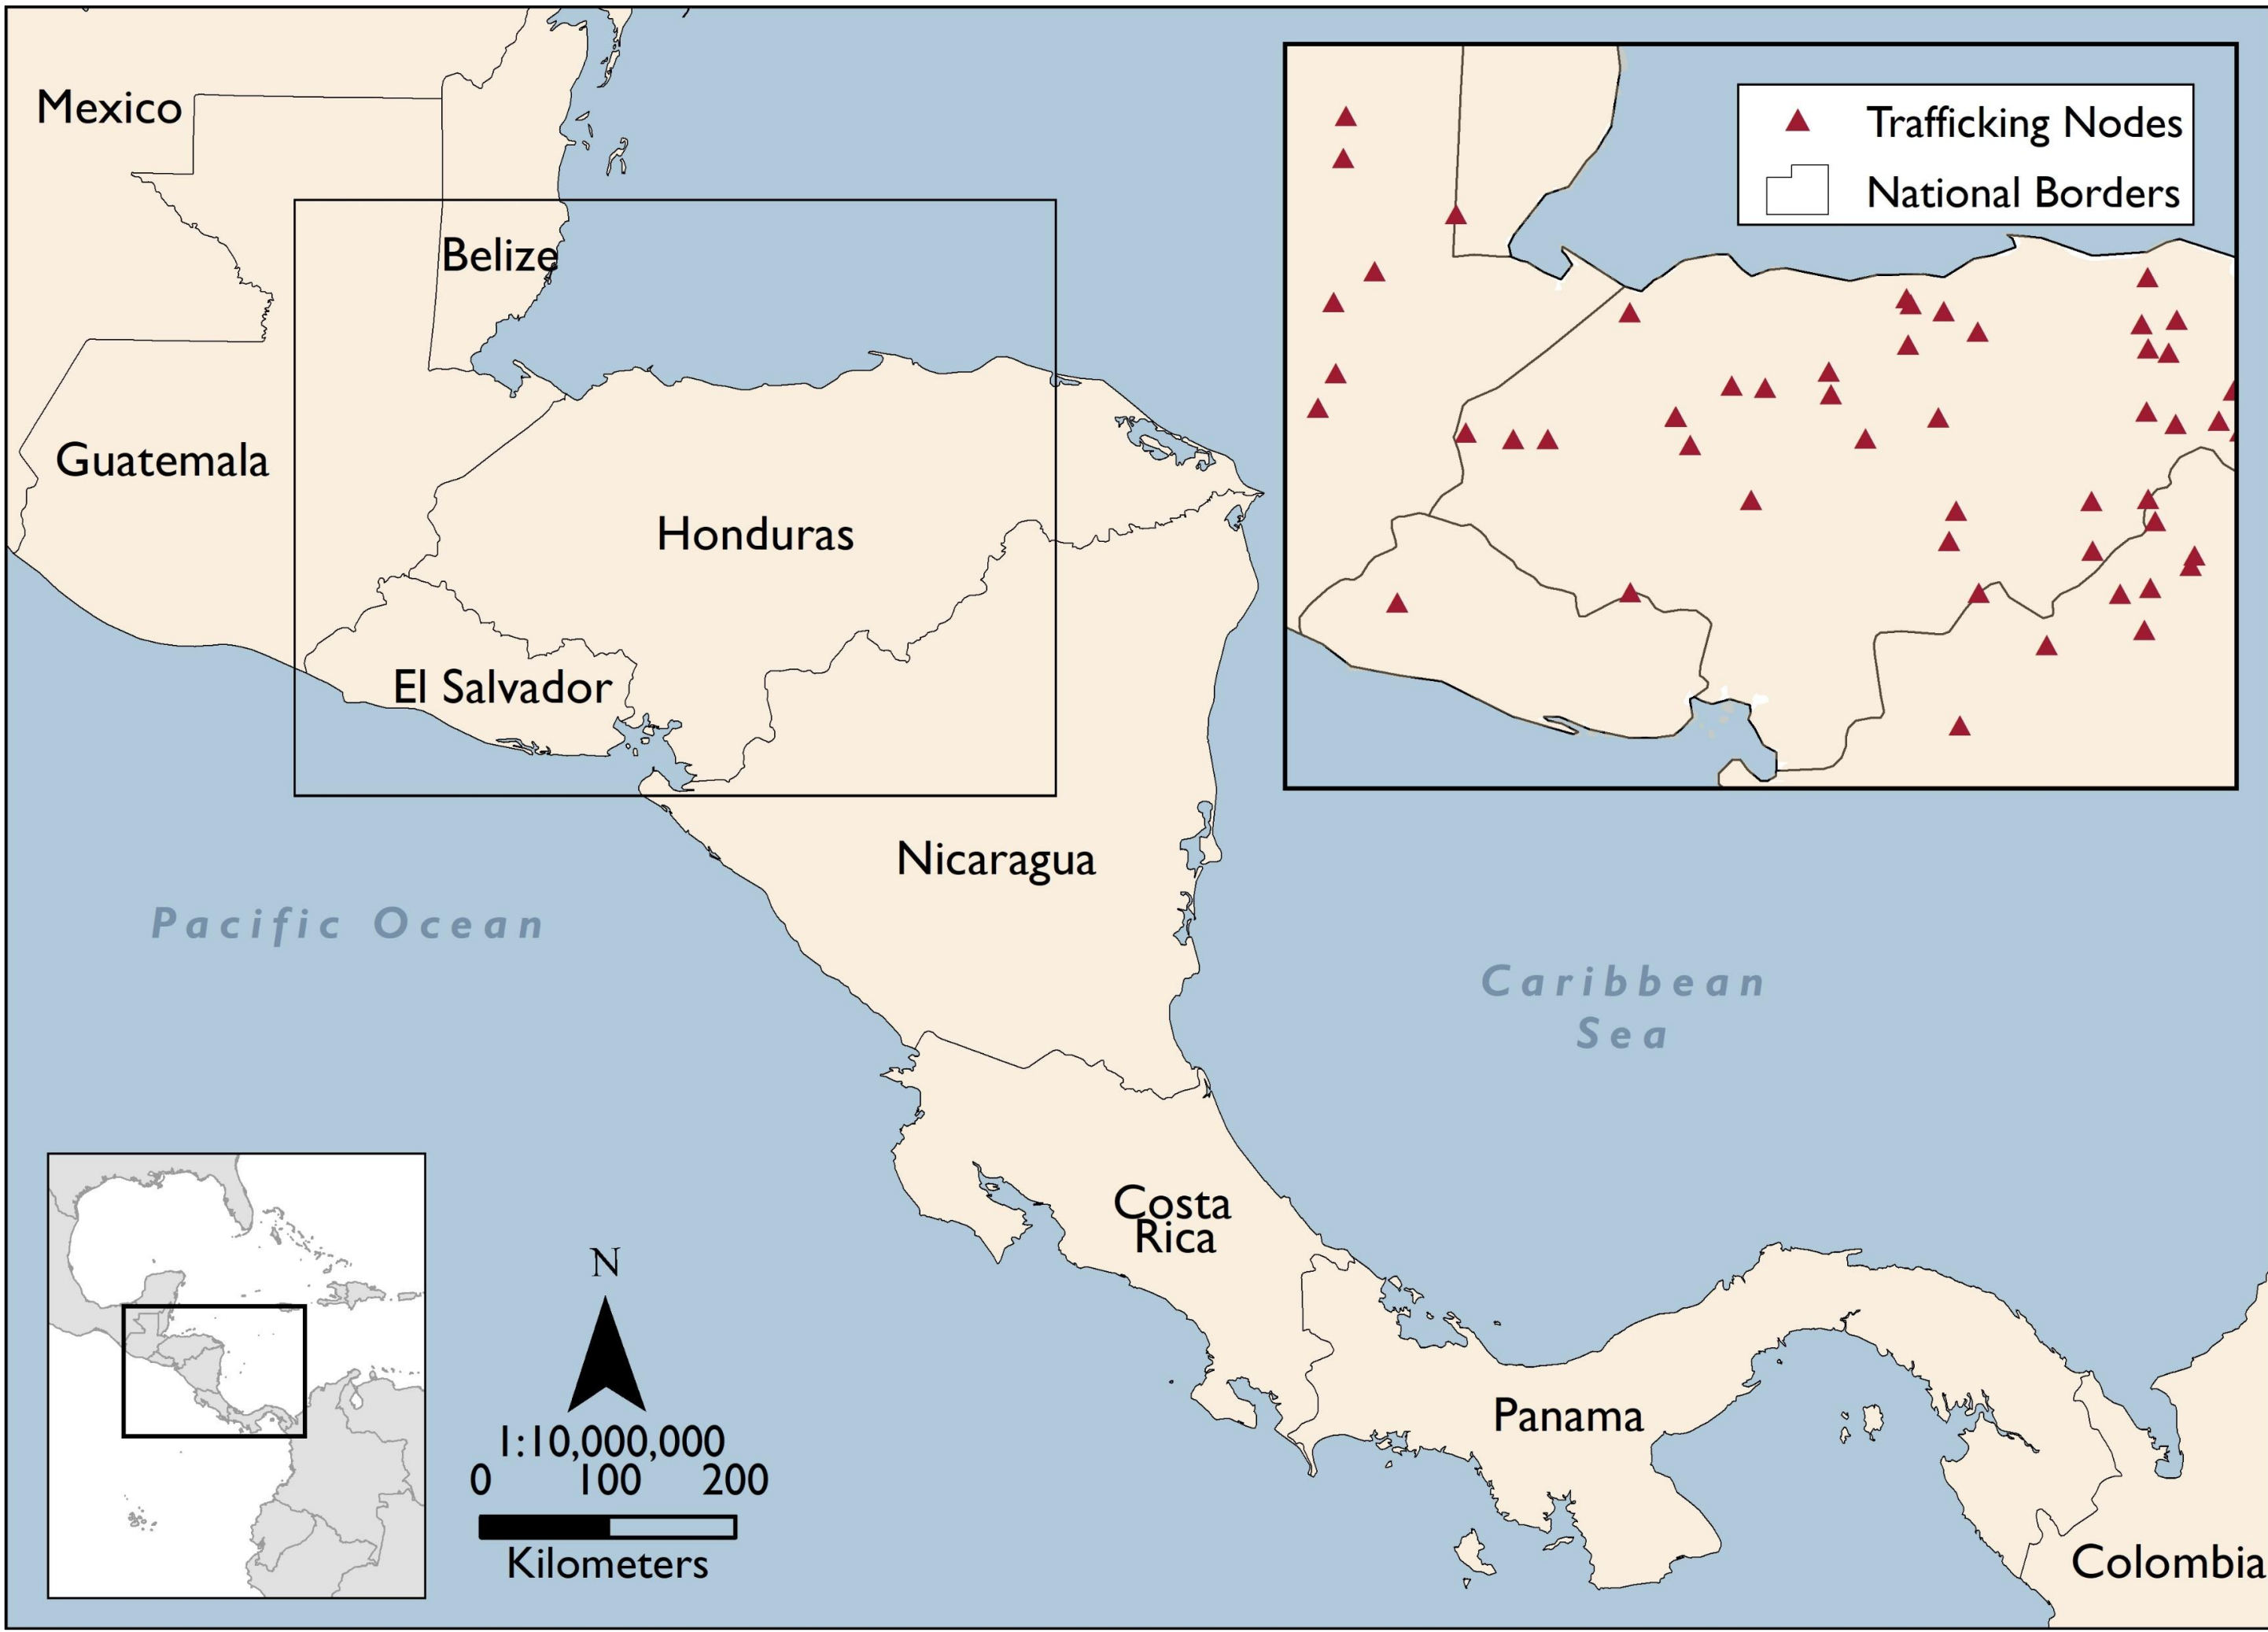 Mexico
Trafficking Nodes
National Borders
Belize
Guatemala
Honduras
El Salvador
Nicaragua
Pacific Ocean
Caribbean
Sea
Costa
Rica
N
1:10,000,000
0 100 200
Kilometers
Panama
Colombia